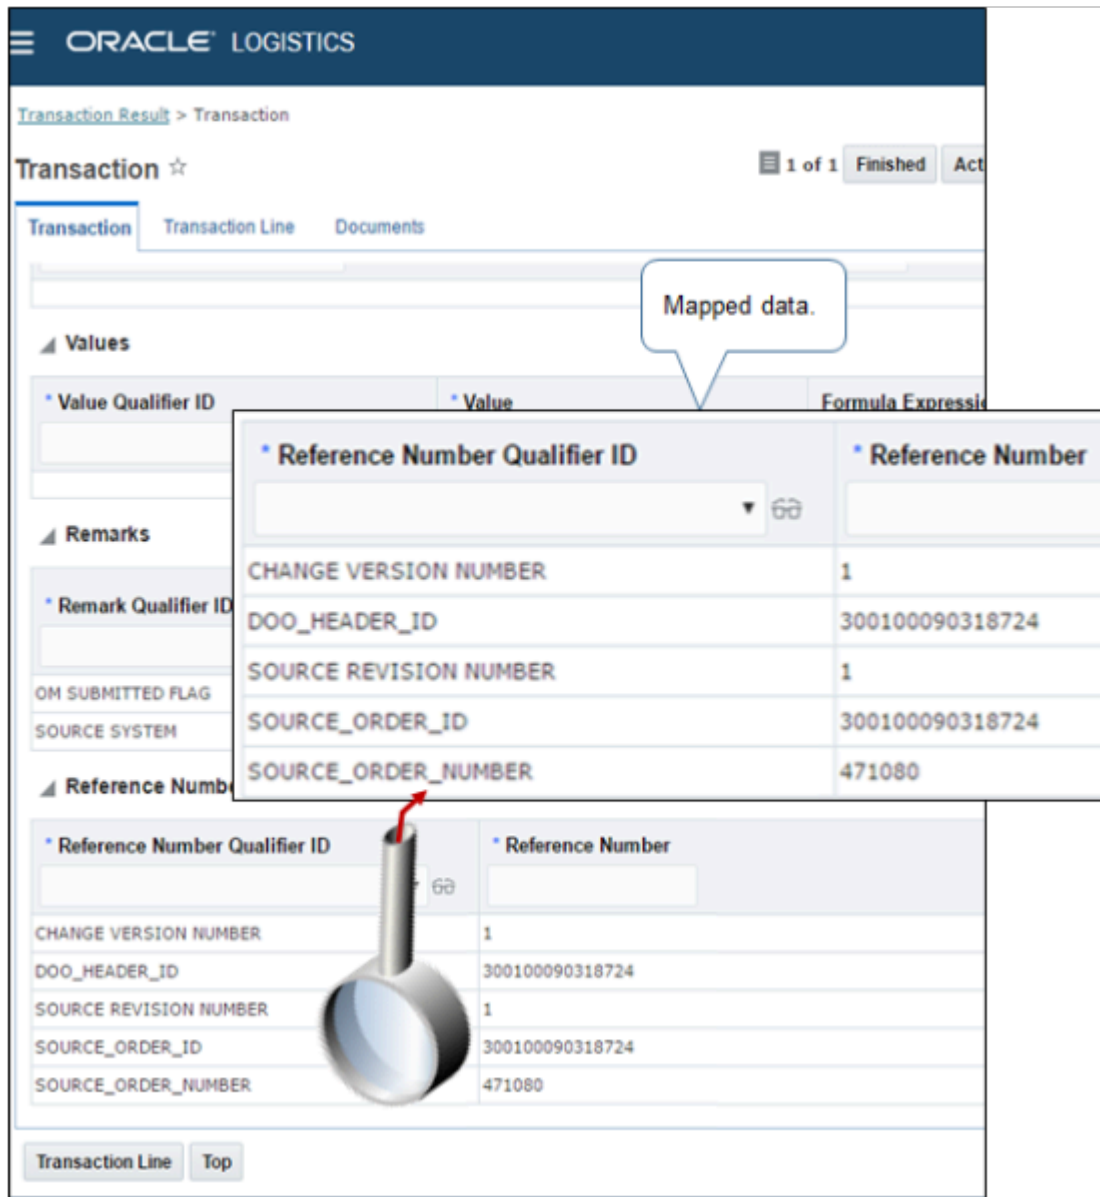 ORACLE LOGISTICS
Transaction Result > Transaction
Transaction
1 of 1 Finished Act
Transaction Transaction Line Documents
Mapped data.
Values
* Value Qualifier ID * Value Formula Expressio
* Reference Number Qualifier ID * Reference Number
CHANGE VERSION NUMBER 1
DOO_HEADER_ID 300100090318724
SOURCE REVISION NUMBER 1
SOURCE_ORDER_ID 300100090318724
SOURCE_ORDER_NUMBER 471080
Remarks
* Remark Qualifier ID
OM SUBMITTED FLAG
SOURCE SYSTEM
Reference Numbe
* Reference Number Qualifier ID * Reference Number
CHANGE VERSION NUMBER 1
DOO_HEADER_ID 300100090318724
SOURCE REVISION NUMBER 1
SOURCE_ORDER_ID 300100090318724
SOURCE_ORDER_NUMBER 471080
Transaction Line Top